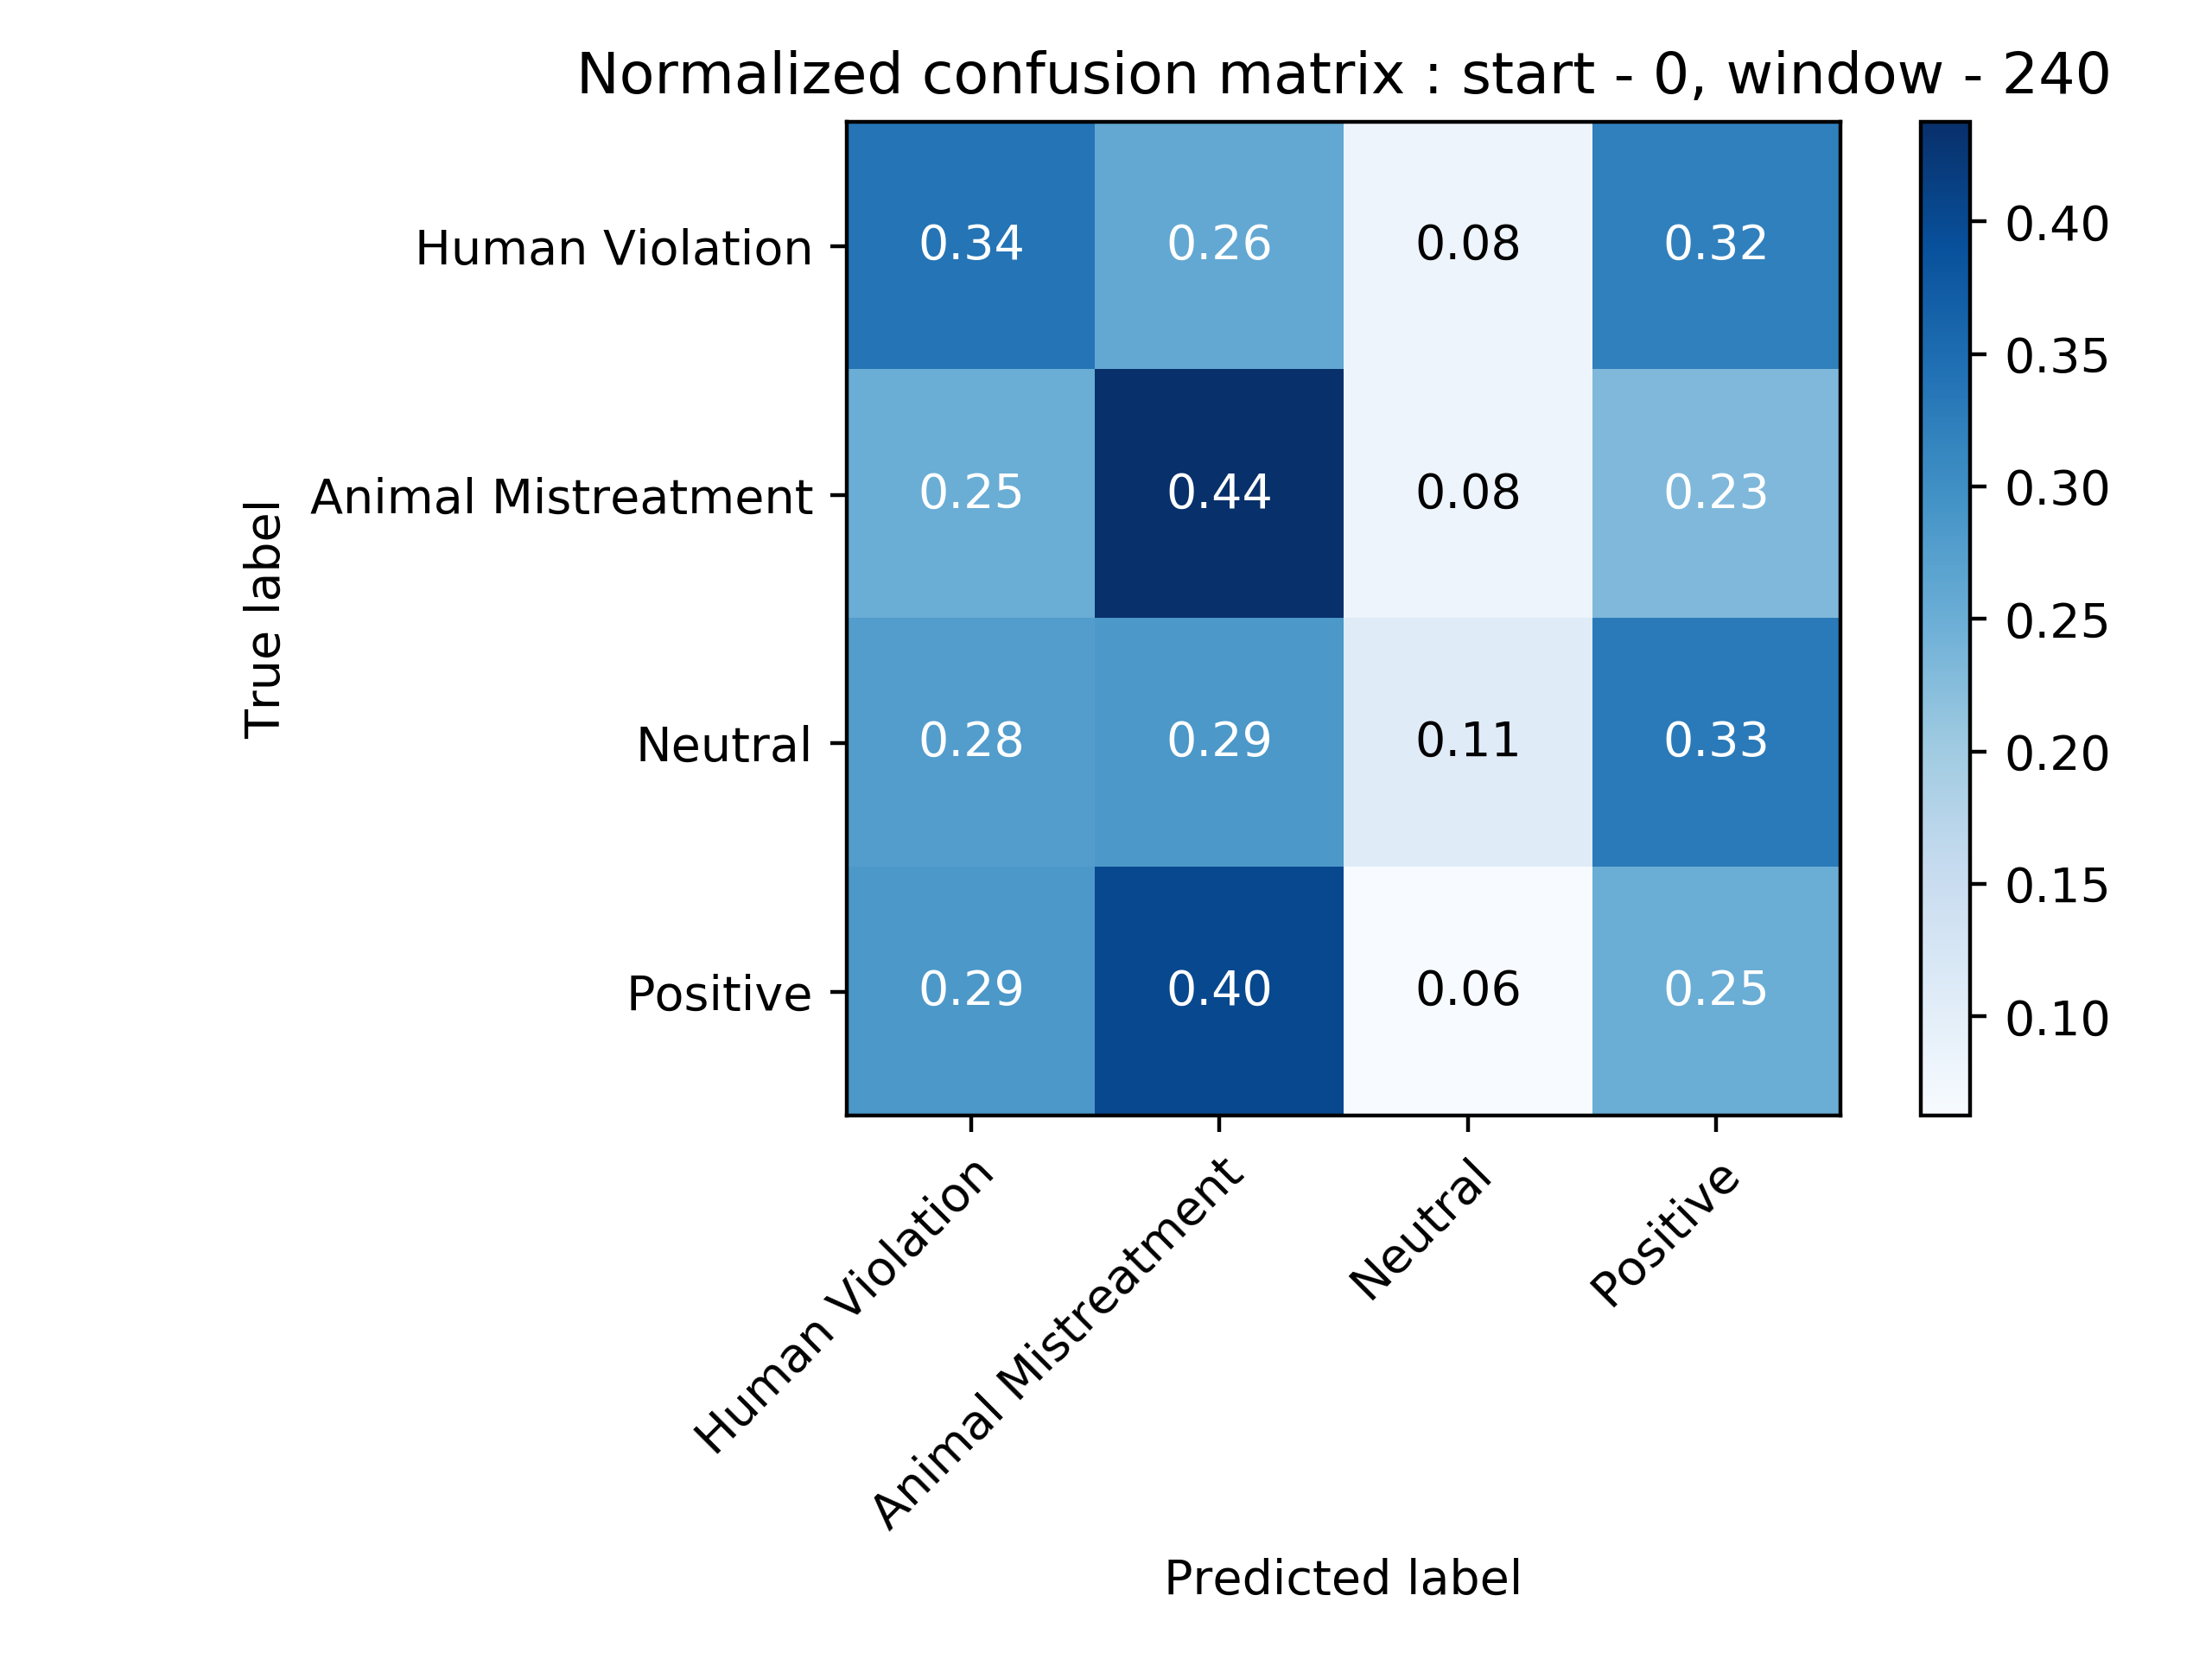 Normalized confusion matrix : start - 0, window - 240
True label
Human Violation
0.34 0.26 0.08 0.32
Animal Mistreatment
0.25 0.44 0.08 0.23
Neutral
0.28 0.29 0.11 0.33
Positive
0.29 0.40 0.06 0.25
Human Violation
Animal Mistreatment
Neutral
Positive
Predicted label
0.40
0.35
0.30
0.25
0.20
0.15
0.10